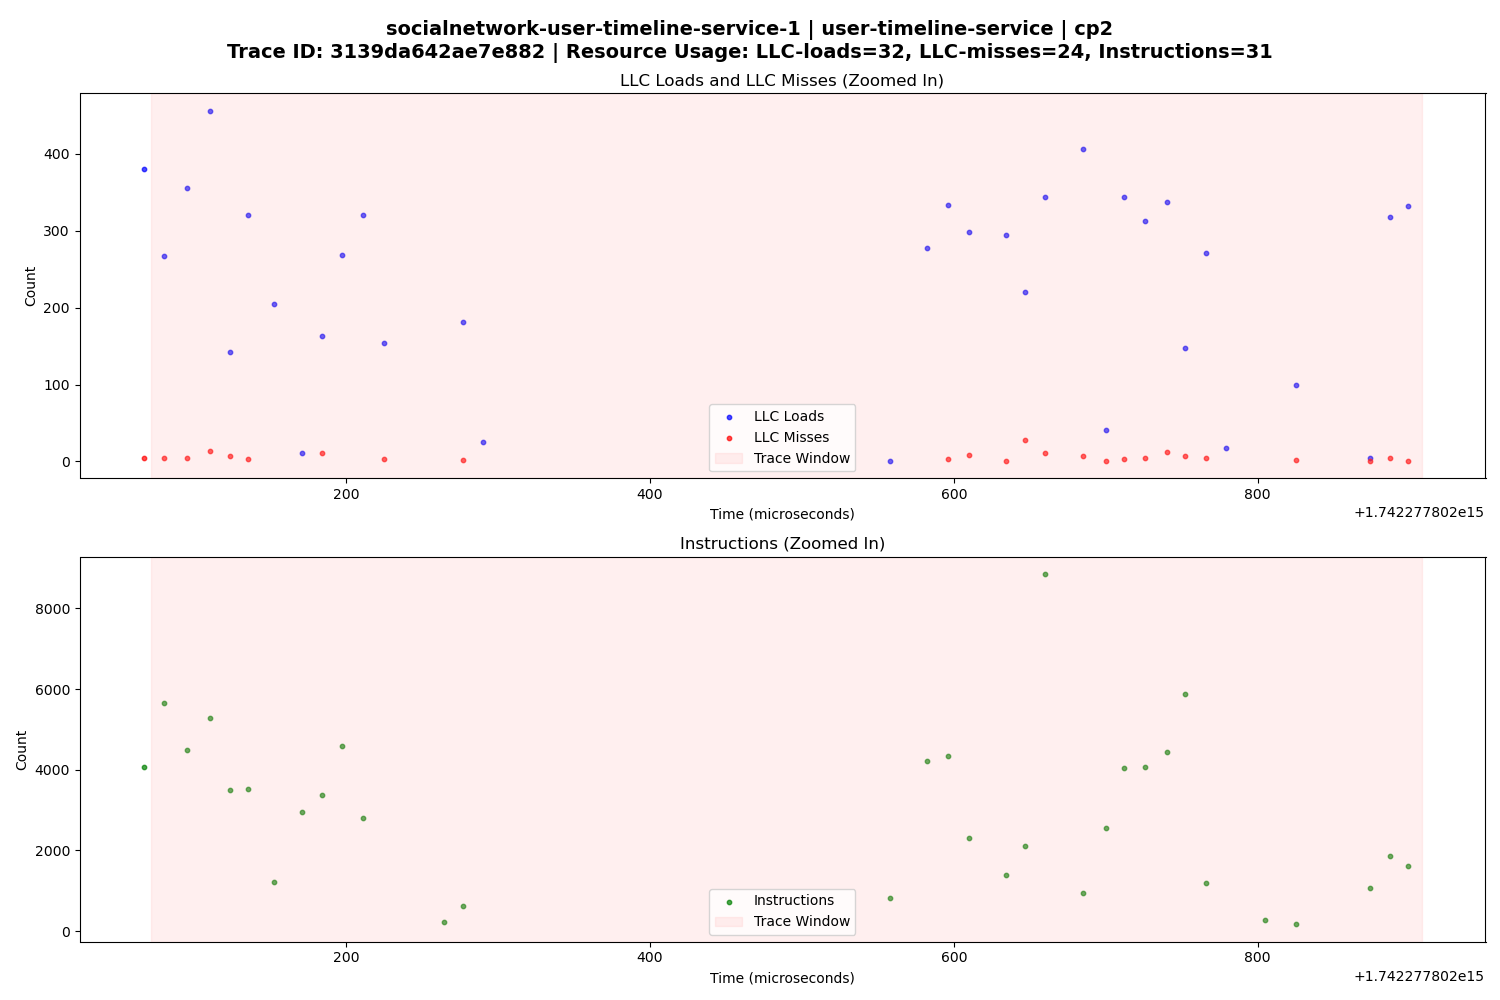 socialnetwork-user-timeline-service-1 | user-timeline-service | cp2
Trace ID: 3139da642ae7e882 | Resource Usage: LLC-loads=32, LLC-misses=24, Instructions=31
LLC Loads and LLC Misses (Zoomed In)
Count
400
300
200
100
0
LLC Loads
LLC Misses
Trace Window
200
400
600
800
Time (microseconds)
+1.742277802e15
Instructions (Zoomed In)
Count
8000
6000
4000
2000
0
Instructions
Trace Window
200
400
600
800
Time (microseconds)
+1.742277802e15